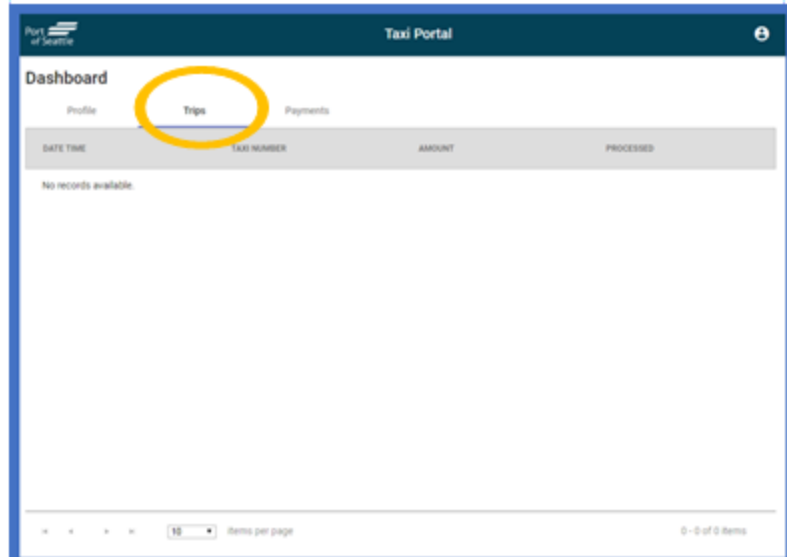 Port
of Seattle
Taxi Portal
Dashboard
Profile Trips Payments
DATE TIME TAXI NUMBER AMOUNT PROCESSED
No records available.
10 items per page 0 - 0 of 0 items